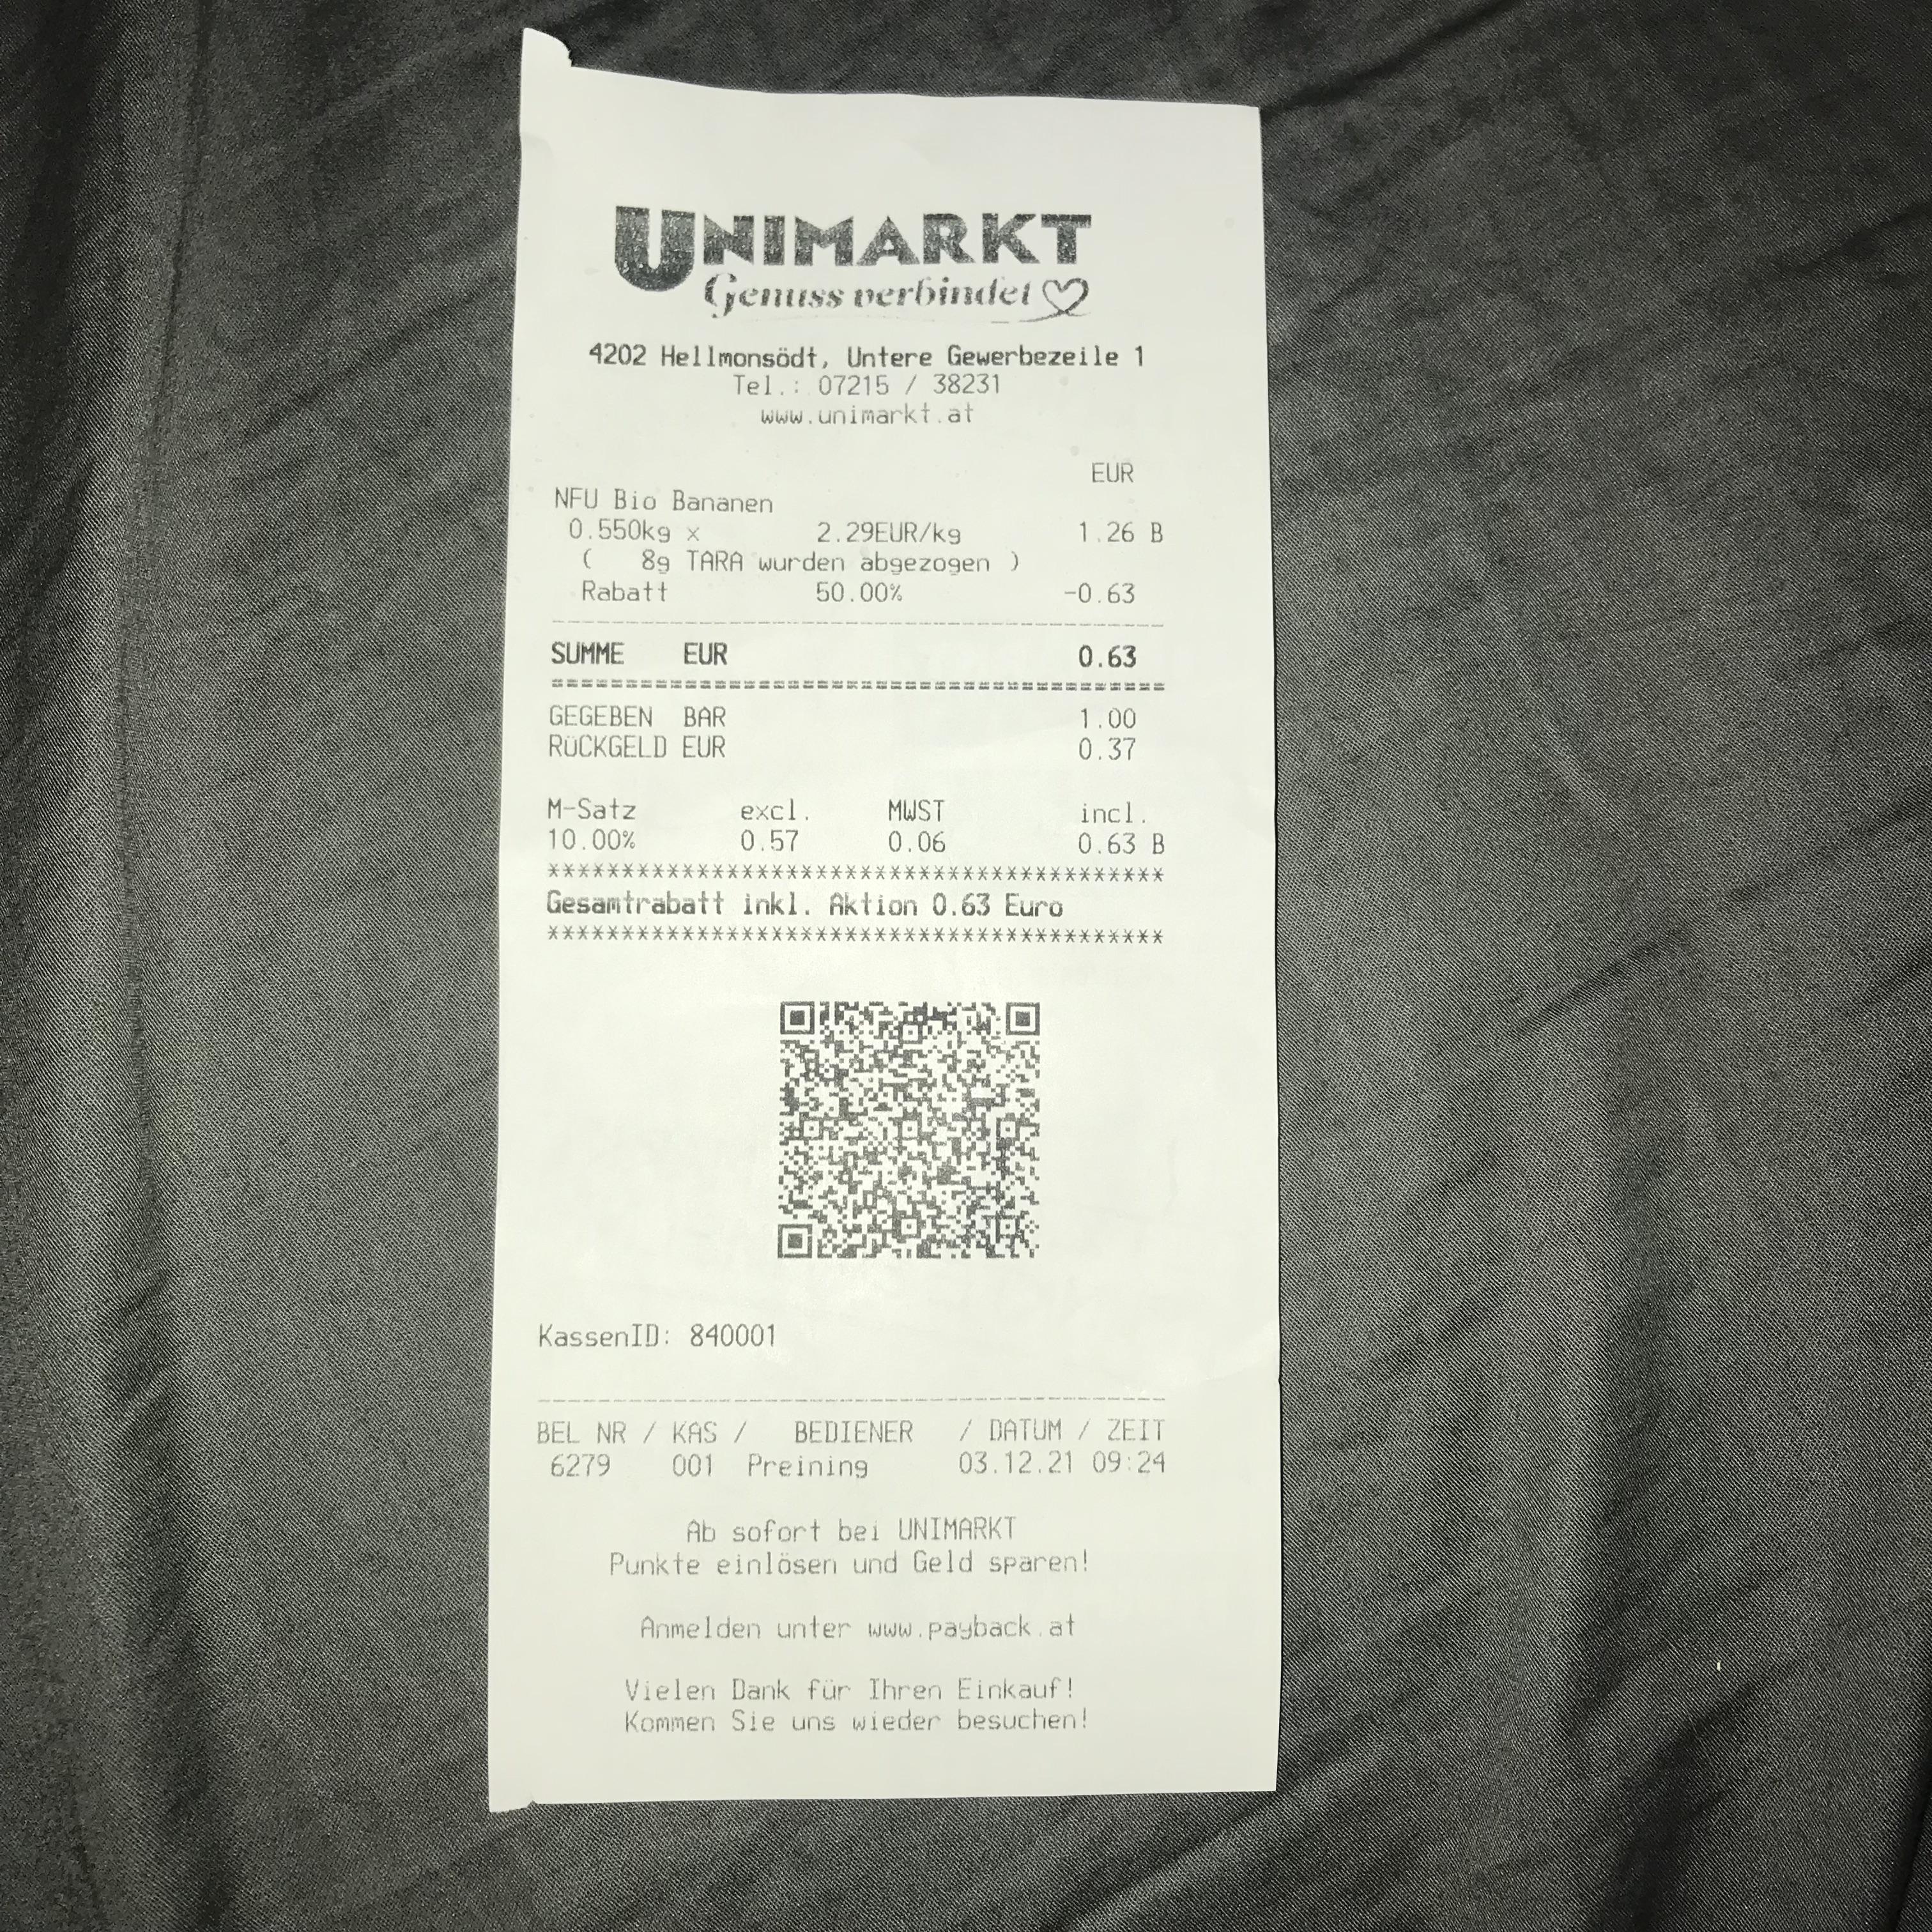 UNIMARKT
Genuss verbindet
4202 Hellmonsödt, Untere Gewerbezeile 1
Tel.: 07215 / 38231
www.unimarkt.at
EUR
NFU Bio Bananen
0.550kg x 2.29EUR/kg 1.26 B
( 8g TARA wurden abgezogen )
Rabatt 50.00% -0.63
SUMME EUR 0.63
GEGEBEN BAR 1.00
RÜCKGELD EUR 0.37
M-Satz excl. MWST incl.
10.00% 0.57 0.06 0.63 B
*******************************************
Gesamtrabatt inkl. Aktion 0.63 Euro
*******************************************
KassenID: 840001
BEL NR / KAS / BEDIENER / DATUM / ZEIT
6279 001 Preining 03.12.21 09:24
Ab sofort bei UNIMARKT
Punkte einlösen und Geld sparen!
Anmelden unter www.payback.at
Vielen Dank für Ihren Einkauf!
Kommen Sie uns wieder besuchen!